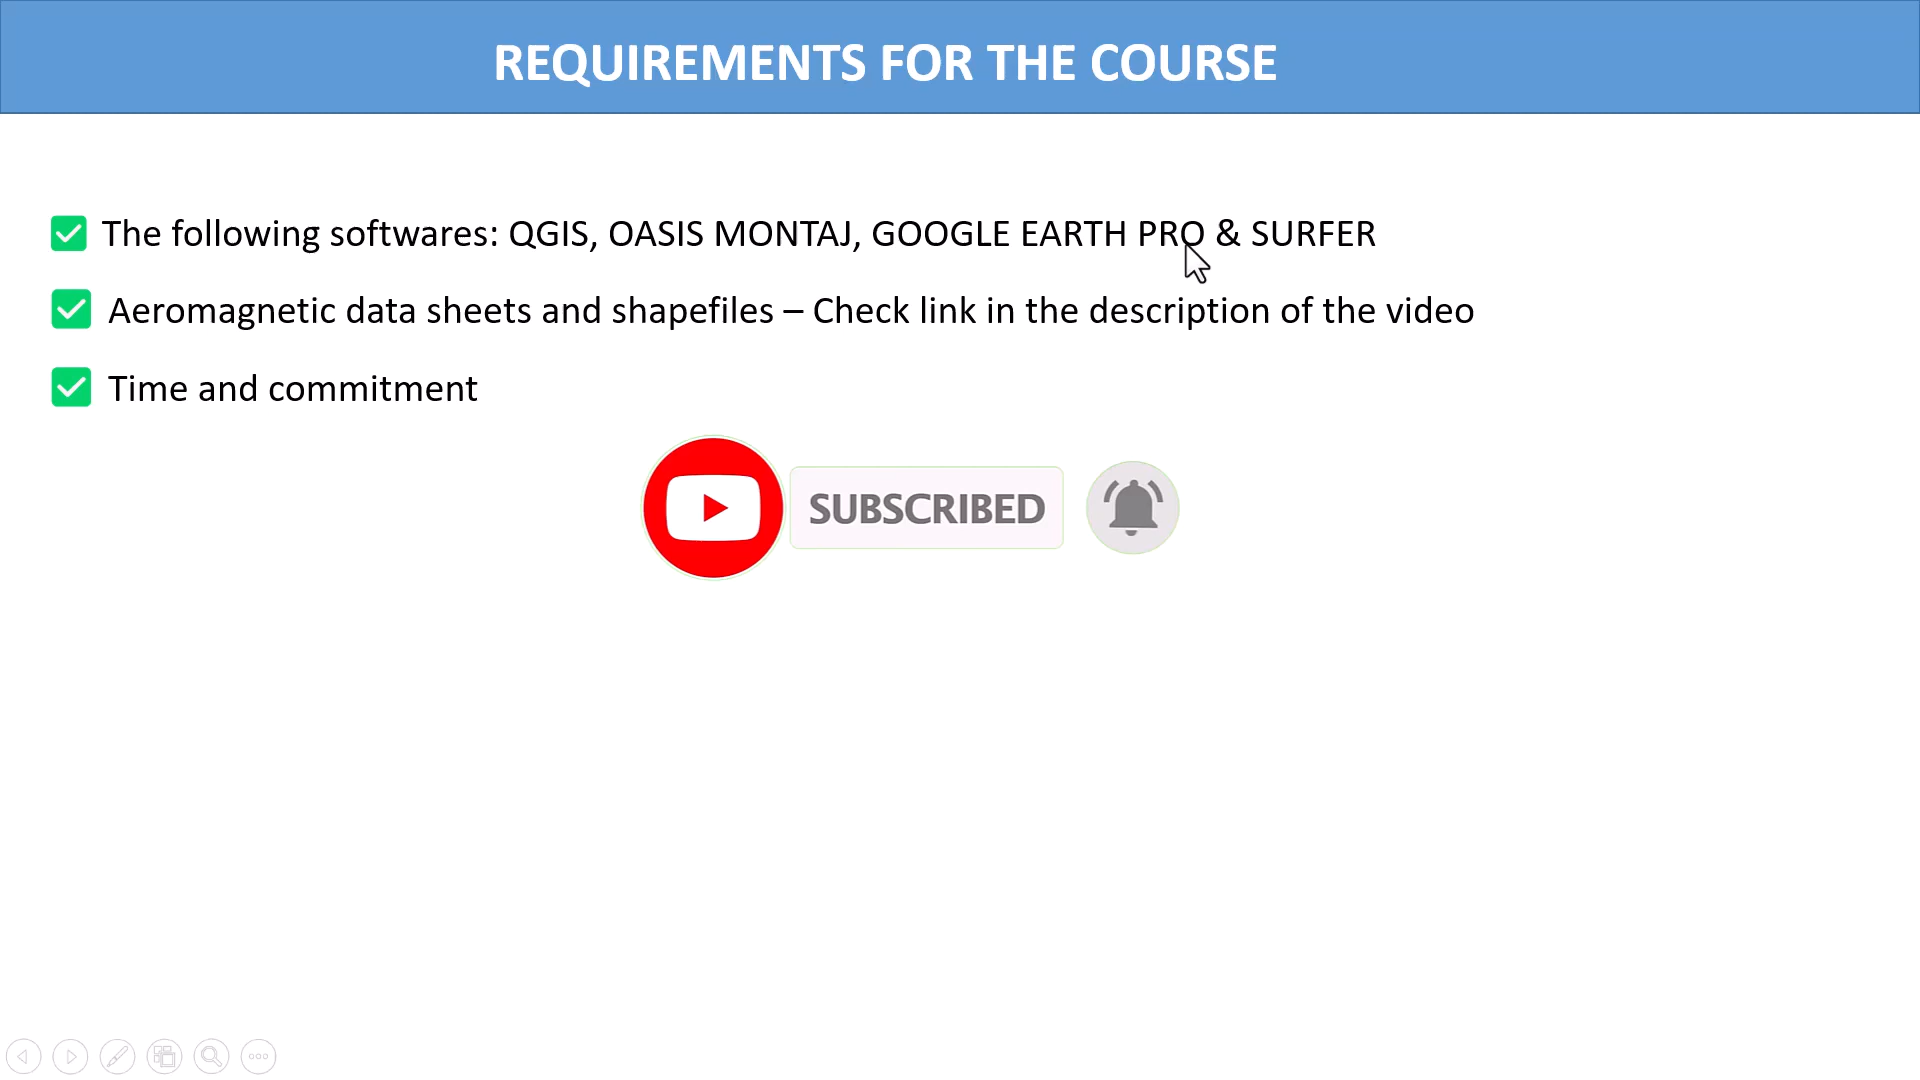 REQUIREMENTS FOR THE COURSE
The following softwares: QGIS, OASIS MONTAJ, GOOGLE EARTH PRO & SURFER
Aeromagnetic data sheets and shapefiles – Check link in the description of the video
Time and commitment
SUBSCRIBED